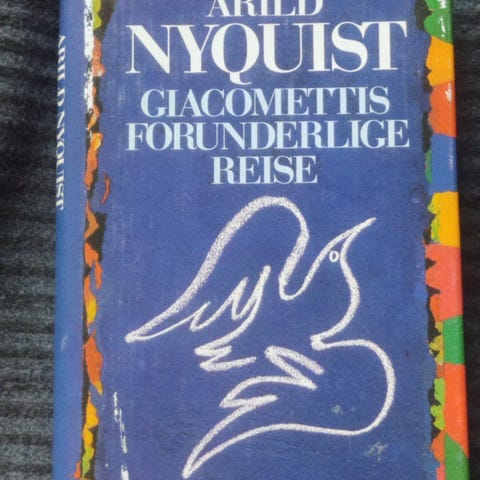 ARILD
NYQUIST
GIACOMETTIS
FORUNDERLIGE
REISE
ARILD NYQUIST